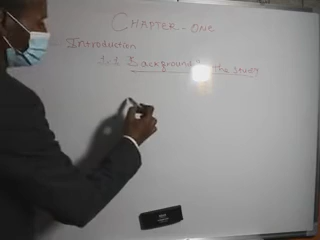 CHAPTER - ONE
Introduction
1.1 Background the study